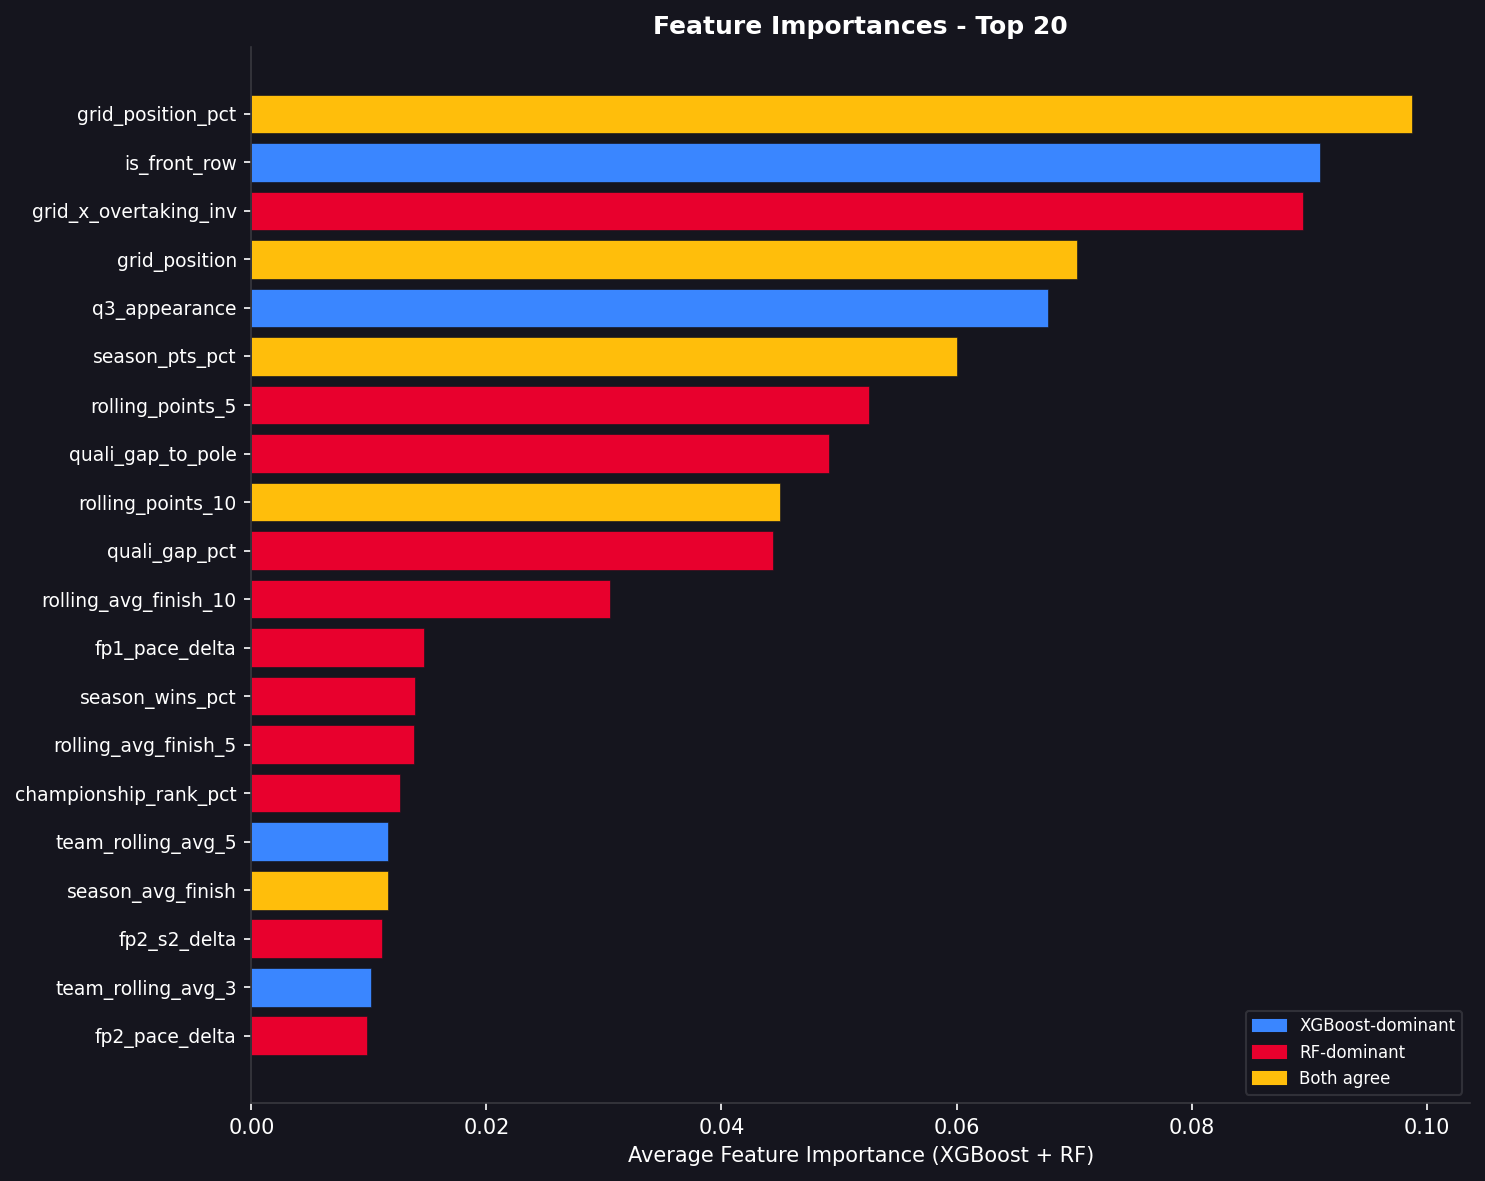 Feature Importances - Top 20
grid_position_pct
is_front_row
grid_x_overtaking_inv
grid_position
q3_appearance
season_pts_pct
rolling_points_5
quali_gap_to_pole
rolling_points_10
quali_gap_pct
rolling_avg_finish_10
fp1_pace_delta
season_wins_pct
rolling_avg_finish_5
championship_rank_pct
team_rolling_avg_5
season_avg_finish
fp2_s2_delta
team_rolling_avg_3
fp2_pace_delta
XGBoost-dominant
RF-dominant
Both agree
0.00 0.02 0.04 0.06 0.08 0.10
Average Feature Importance (XGBoost + RF)